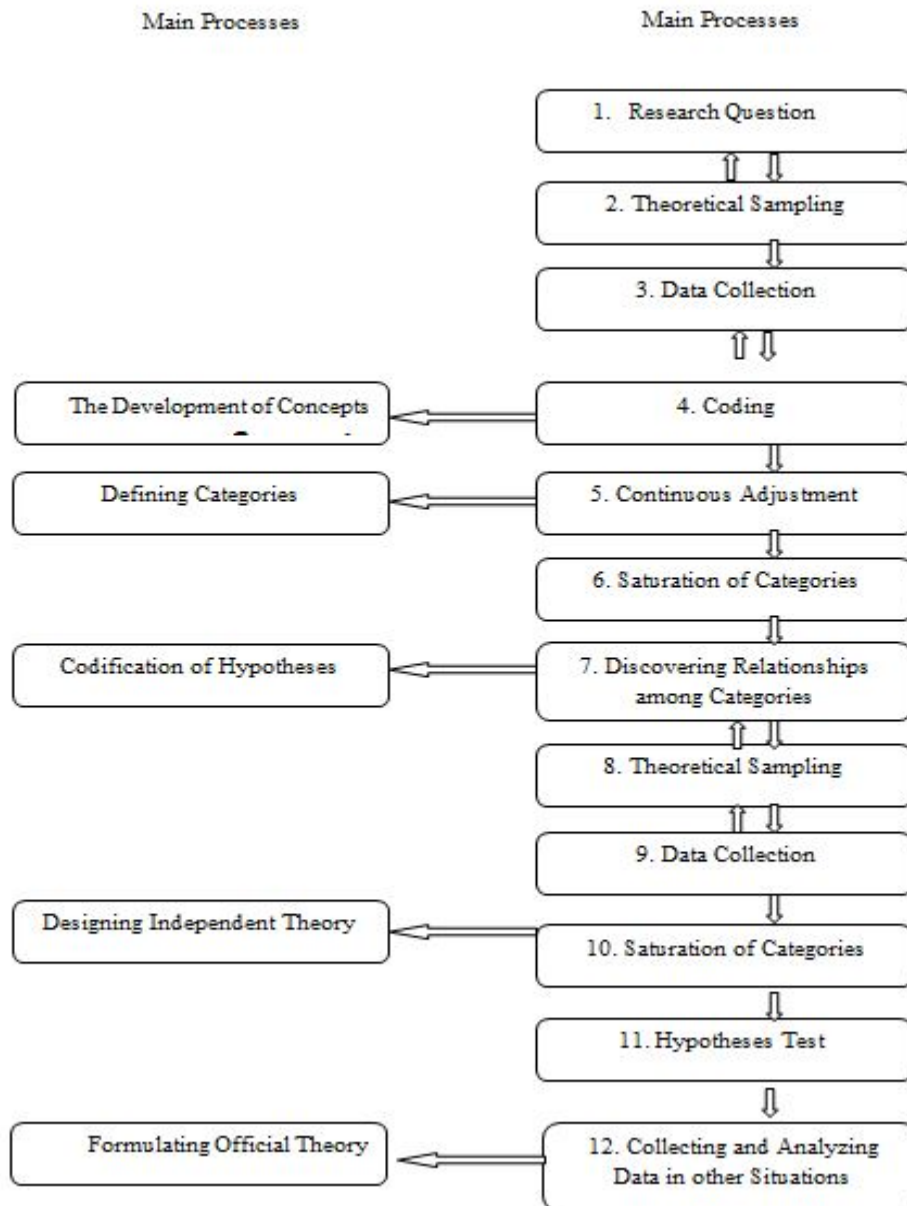 Main Processes
Main Processes
1. Research Question
2. Theoretical Sampling
3. Data Collection
The Development of Concepts
4. Coding
Defining Categories
5. Continuous Adjustment
6. Saturation of Categories
Codification of Hypotheses
7. Discovering Relationships
among Categories
8. Theoretical Sampling
9. Data Collection
Designing Independent Theory
10. Saturation of Categories
11. Hypotheses Test
Formulating Official Theory
12. Collecting and Analyzing
Data in other Situations